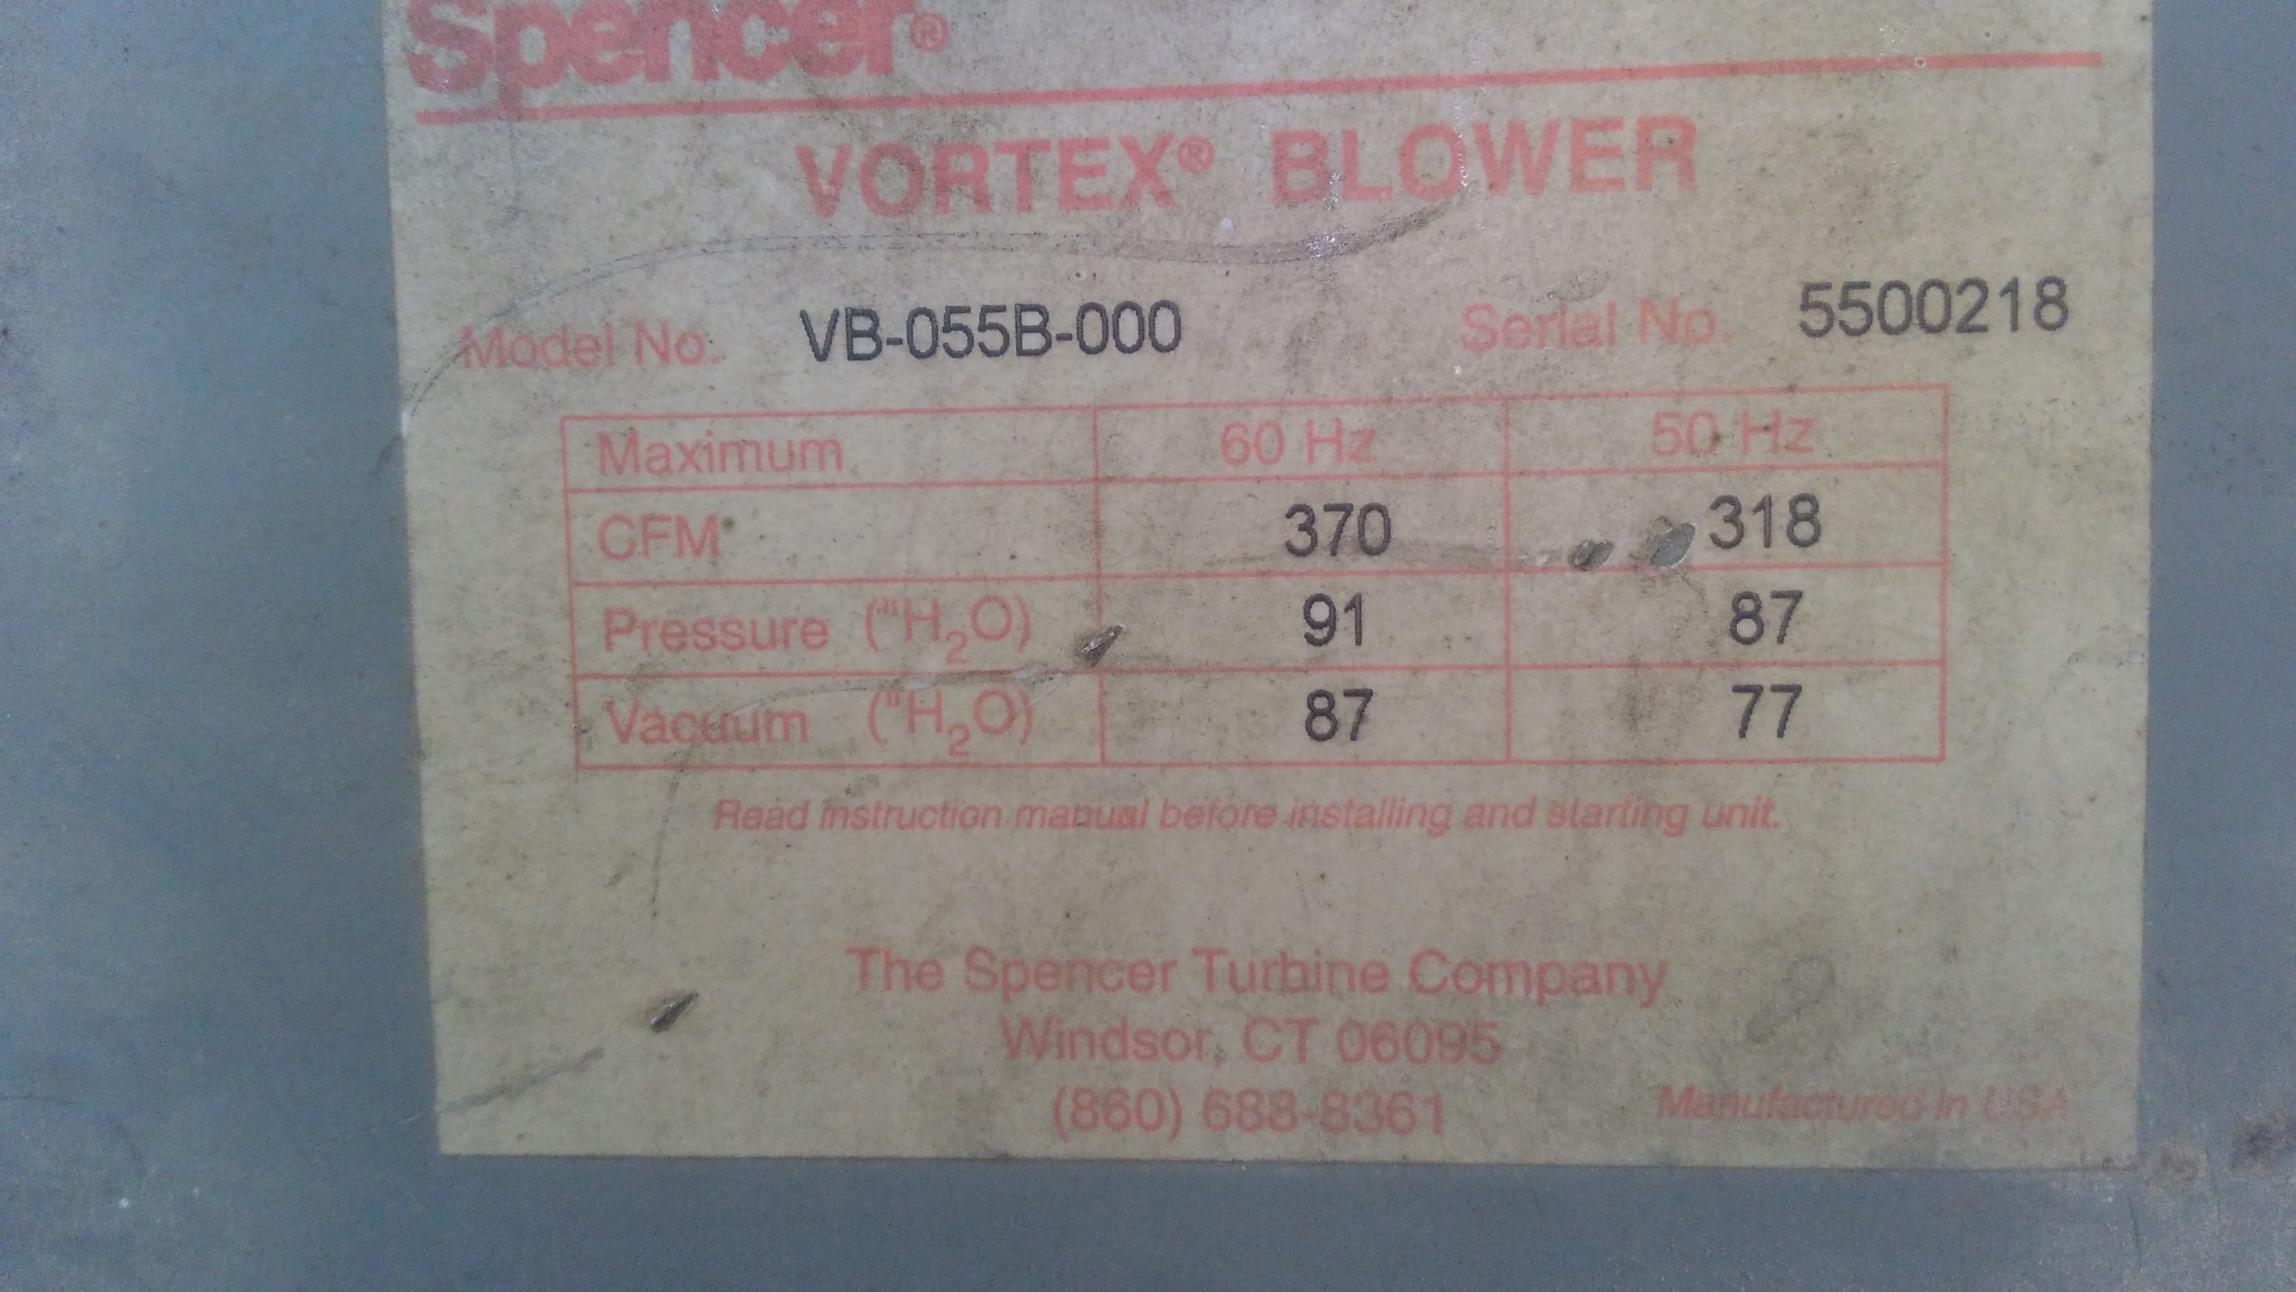 Spencer®
VORTEX® BLOWER
Model No. VB-055B-000 Serial No. 5500218
Maximum 60 Hz 50 Hz
CFM 370 318
Pressure ("H₂O) 91 87
Vacuum ("H₂O) 87 77
Read instruction manual before installing and starting unit.
The Spencer Turbine Company
Windsor, CT 06095
(860) 688-8361
Manufactured in USA